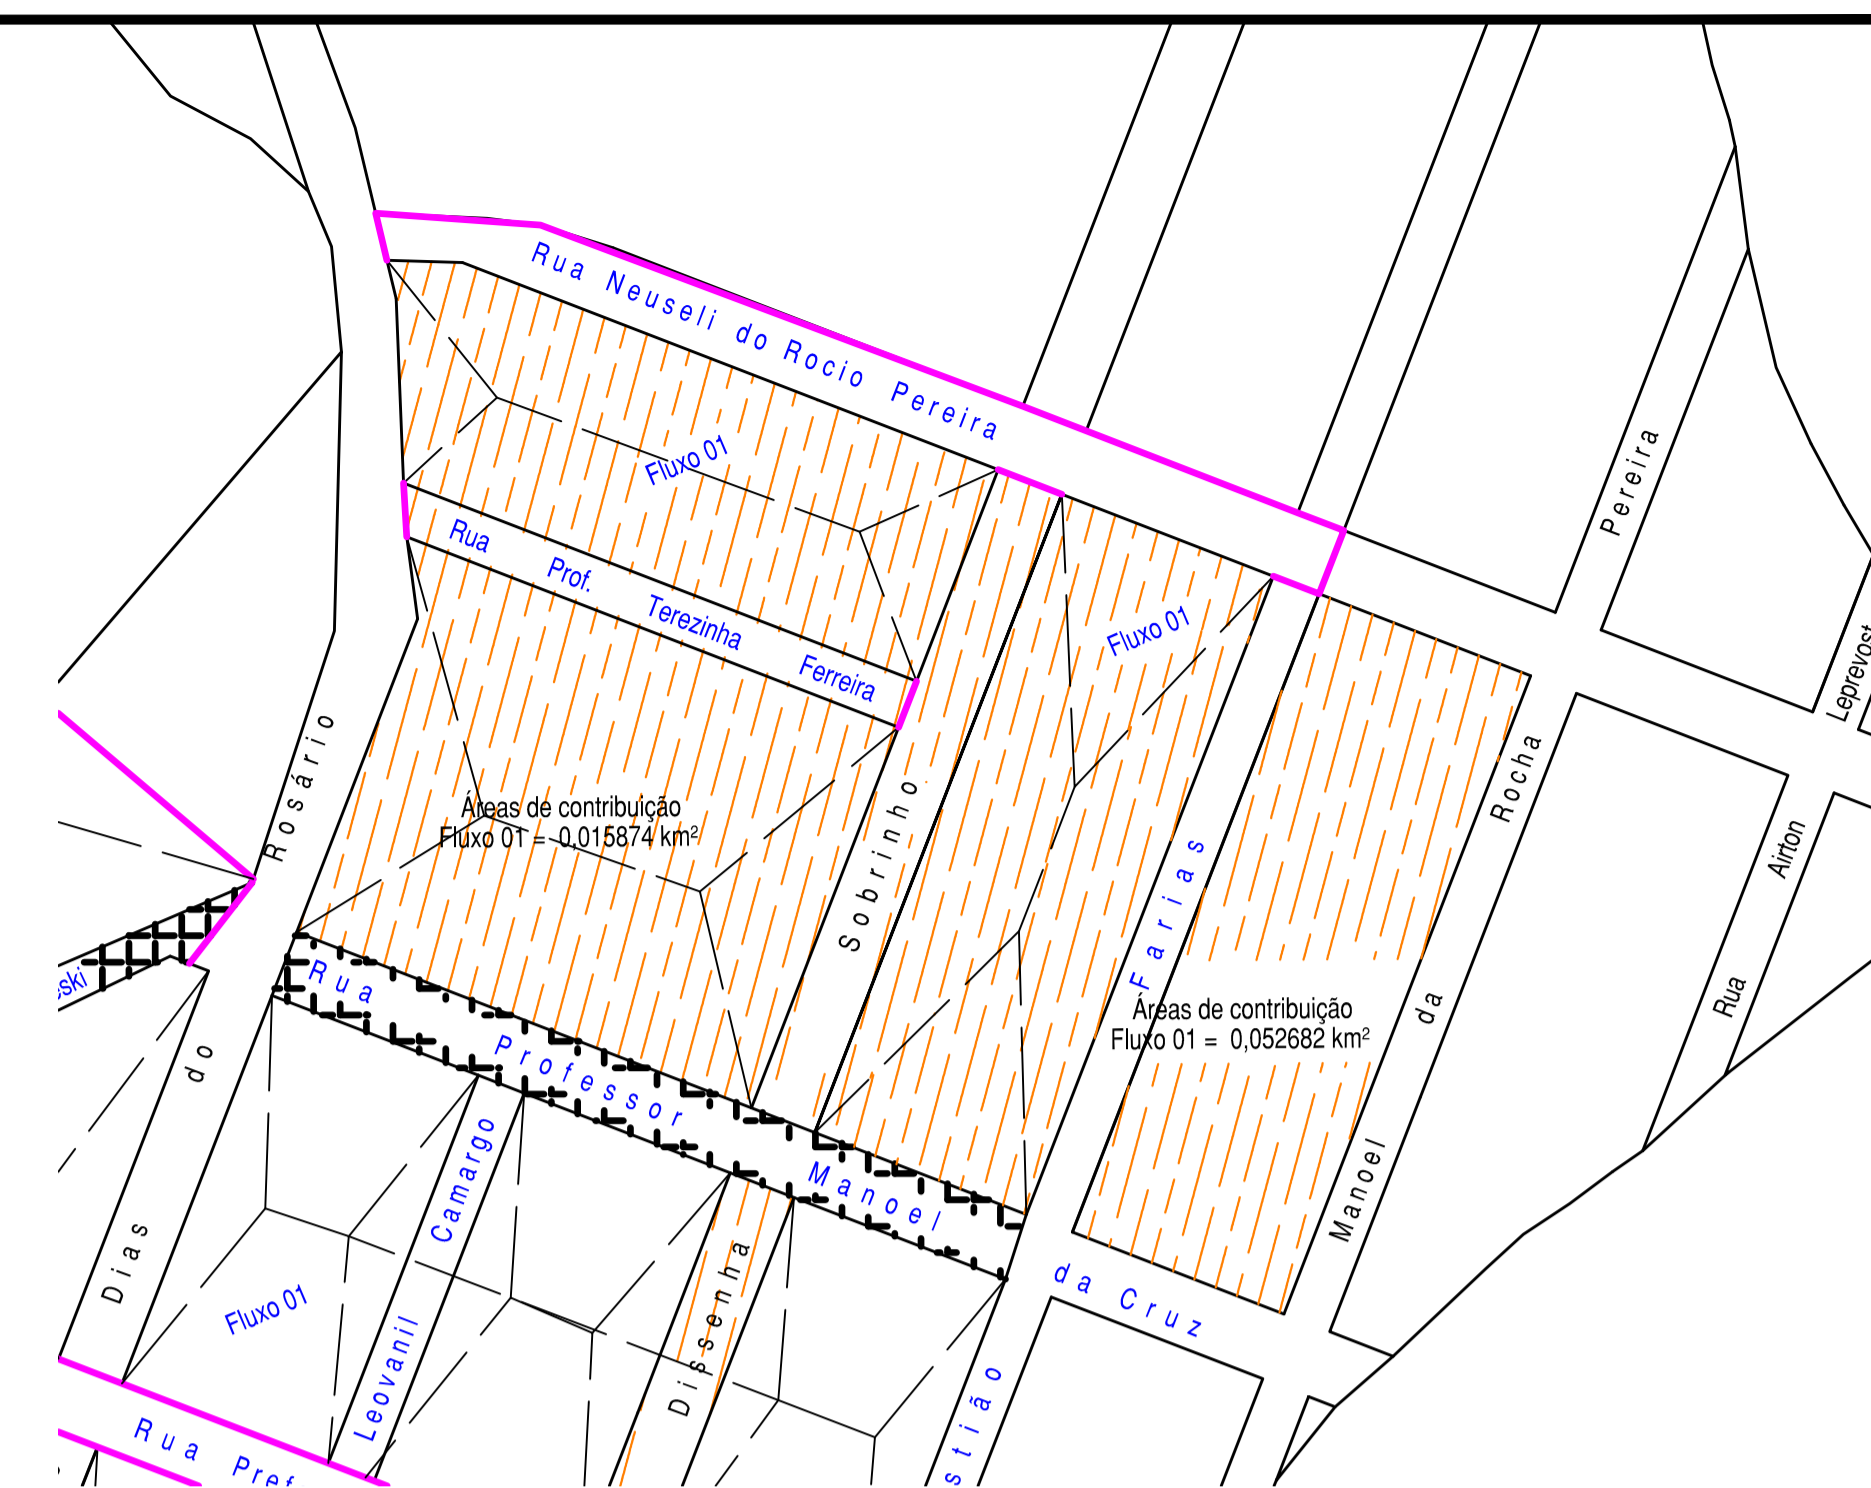 Rua Neuseli do Rocio Pereira
Fluxo 01
Rua Prof. Terezinha Ferreira
Fluxo 01
Pereira
Leprevost
Rosário
Áreas de contribuição
Fluxo 01 = 0,015874 km²
Sobrinho
Farias
Rocha
Airton
Áreas de contribuição
Fluxo 01 = 0,052682 km²
da
Rua
eski
Rua Professor Manoel
da Cruz
do
Camargo
Manoel
Dias
Dissenha
Fluxo 01
Leovanil
stião
Rua Pref